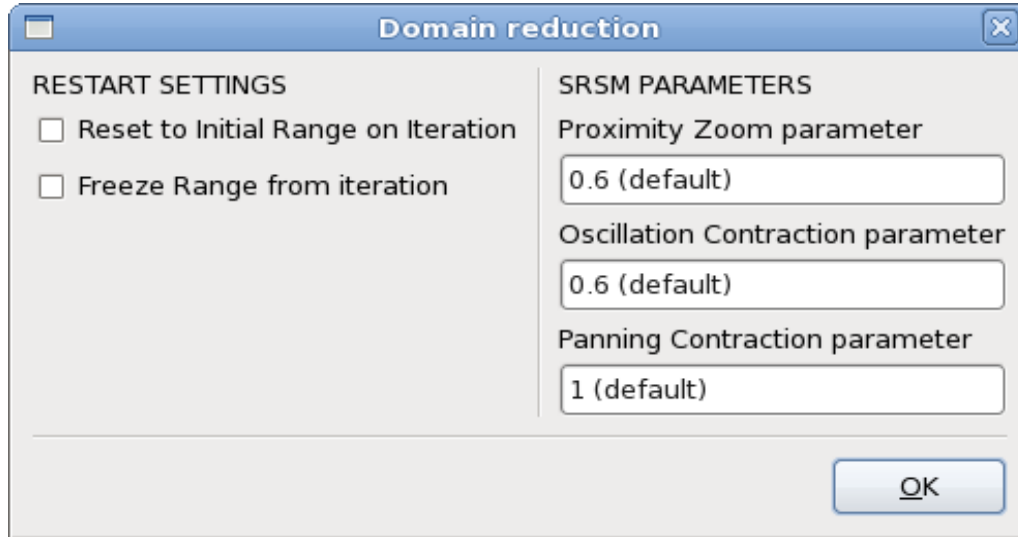 Domain reduction
RESTART SETTINGS
Reset to Initial Range on Iteration
Freeze Range from iteration
SRSM PARAMETERS
Proximity Zoom parameter
0.6 (default)
Oscillation Contraction parameter
0.6 (default)
Panning Contraction parameter
1 (default)
OK